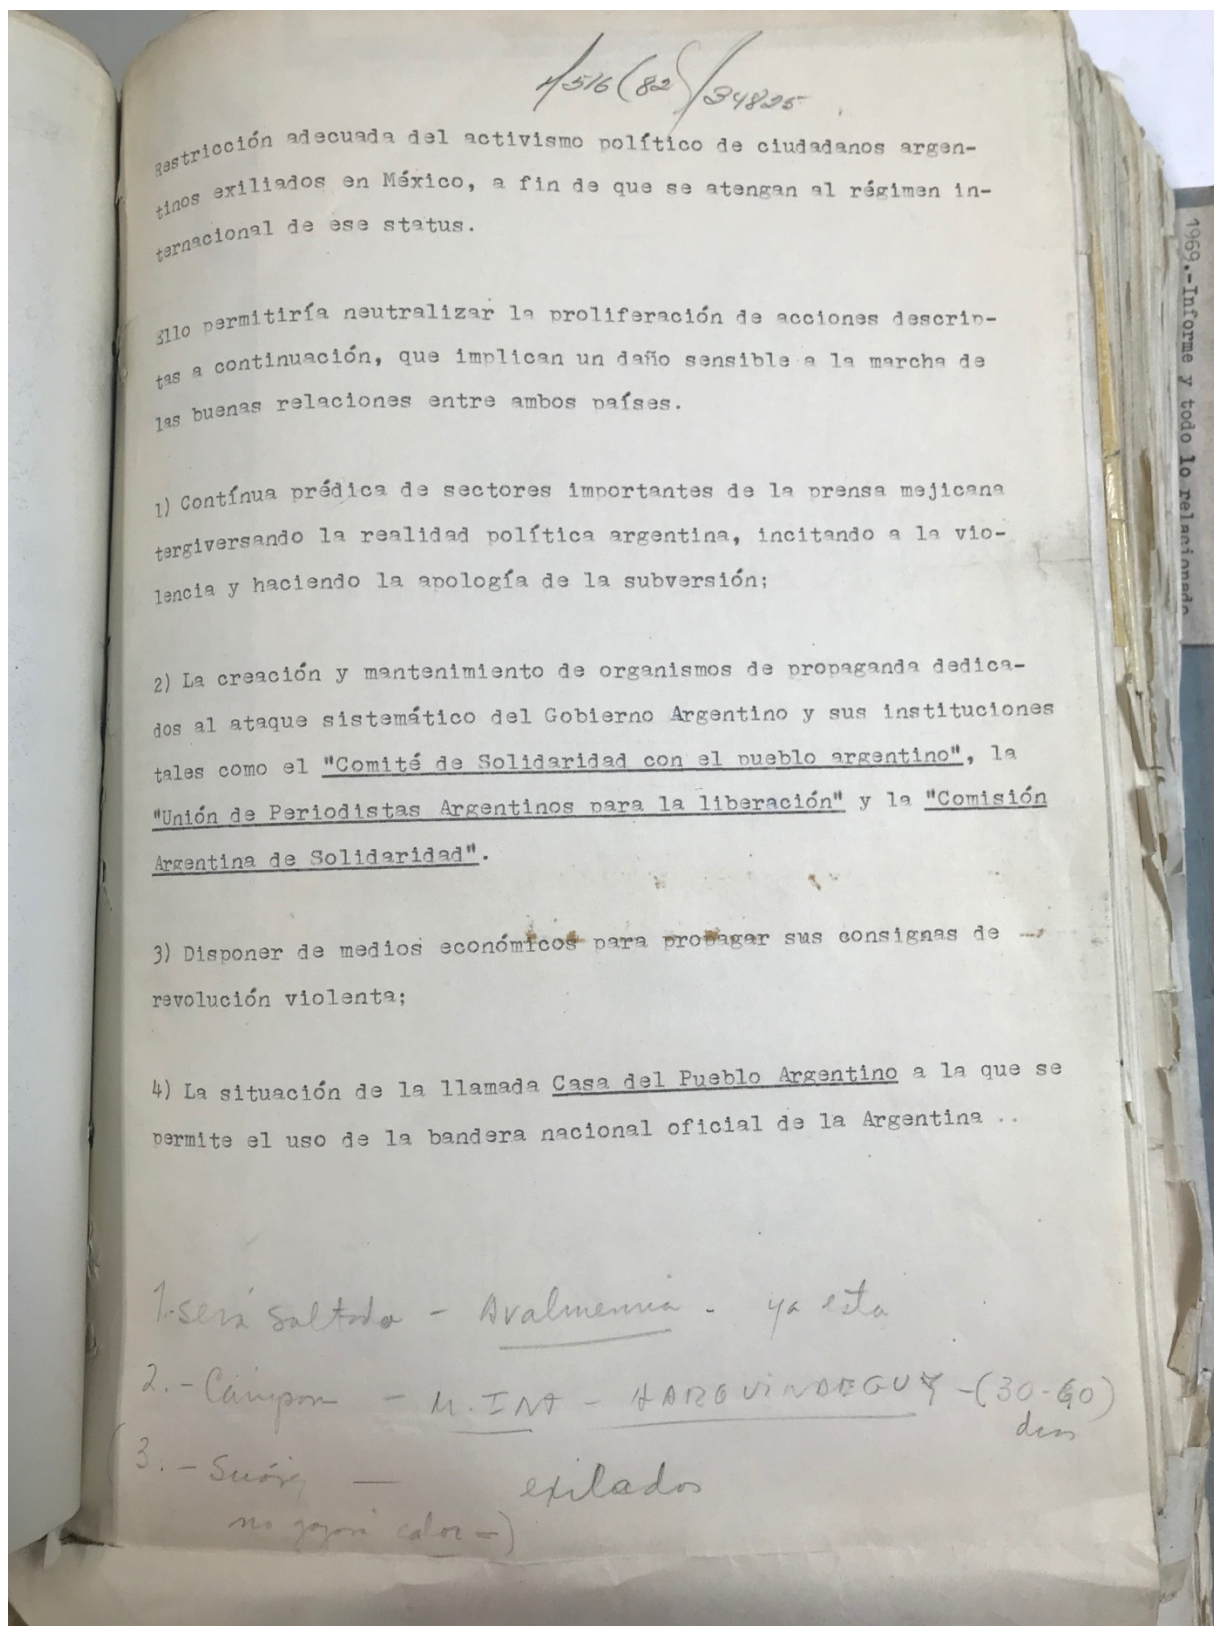 /516(82)/34825
Restricción adecuada del activismo político de ciudadanos argen-
tinos exiliados en México, a fin de que se atengan al régimen in-
ternacional de ese status.
Ello permitiría neutralizar la proliferación de acciones descrip-
tas a continuación, que implican un daño sensible a la marcha de
las buenas relaciones entre ambos países.
1) Contínua prédica de sectores importantes de la prensa mejicana
tergiversando la realidad política argentina, incitando a la vio-
lencia y haciendo la apología de la subversión;
2) La creación y mantenimiento de organismos de propaganda dedica-
dos al ataque sistemático del Gobierno Argentino y sus instituciones
tales como el "Comité de Solidaridad con el pueblo argentino", la
"Unión de Periodistas Argentinos para la liberación" y la "Comisión
Argentina de Solidaridad".
3) Disponer de medios económicos para propagar sus consignas de
revolución violenta;
4) La situación de la llamada Casa del Pueblo Argentino a la que se
permite el uso de la bandera nacional oficial de la Argentina ..
1.- será - ya esta
2.- - M. INT - HARGUINDEGUY - (30-60)
dias
(3. - - exilados
no calor -)
1969.-Informe y todo lo relacionado